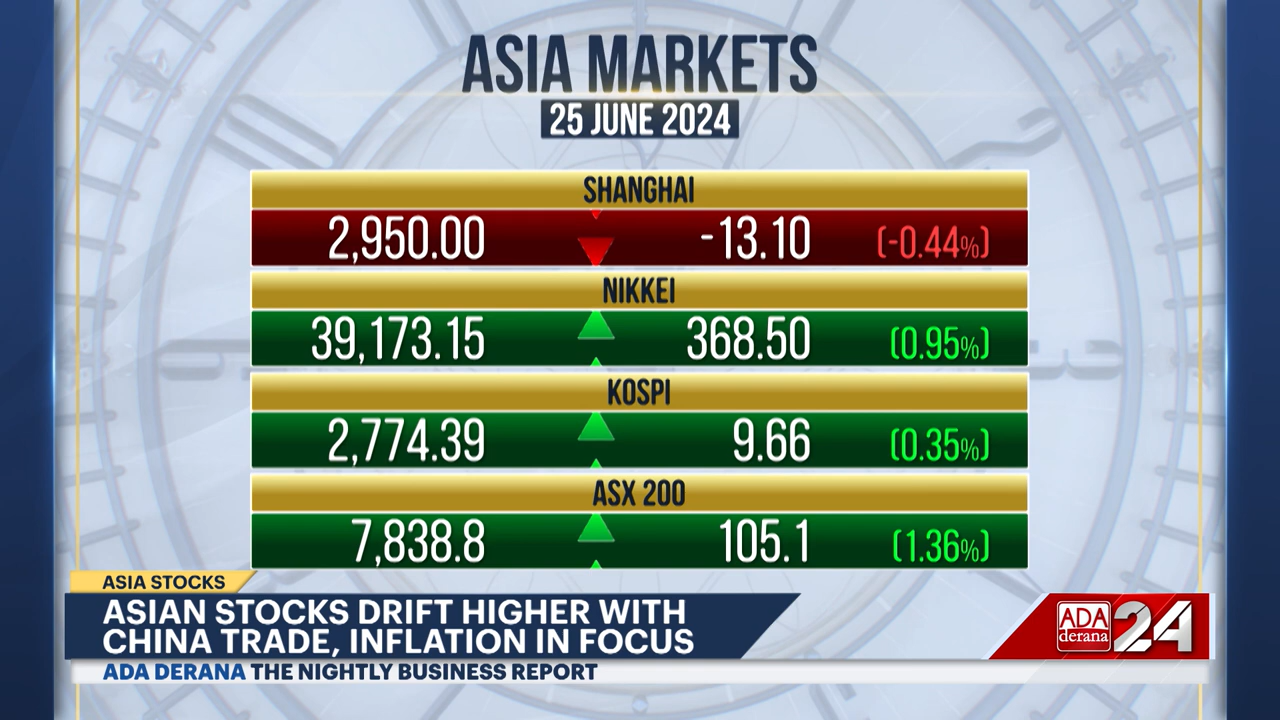 ASIA MARKETS
25 JUNE 2024
SHANGHAI
2,950.00 -13.10 (-0.44%)
NIKKEI
39,173.15 368.50 (0.95%)
KOSPI
2,774.39 9.66 (0.35%)
ASX 200
7,838.8 105.1 (1.36%)
ASIA STOCKS
ASIAN STOCKS DRIFT HIGHER WITH
CHINA TRADE, INFLATION IN FOCUS
ADA DERANA THE NIGHTLY BUSINESS REPORT
ADA
derana
24